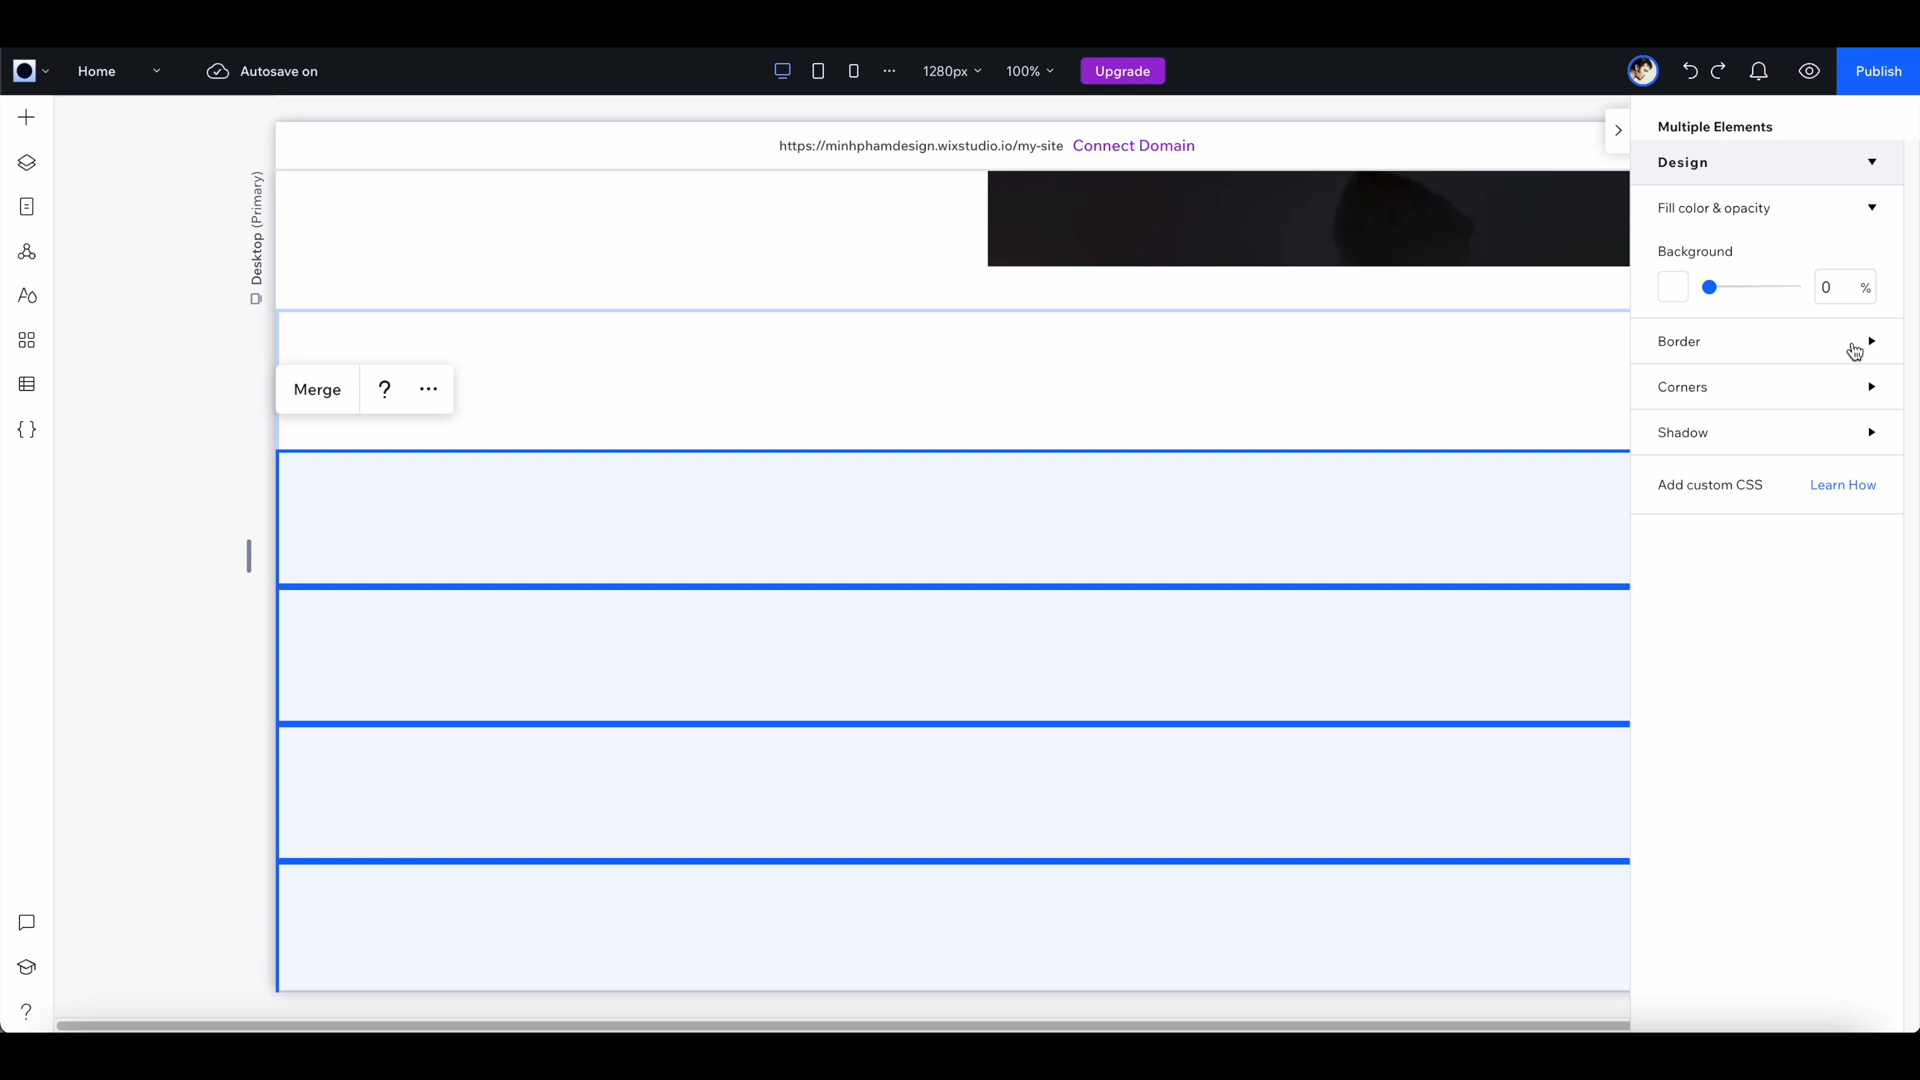 Home
Autosave on
1280px
100%
Upgrade
Publish
https://minhphamdesign.wixstudio.io/my-site Connect Domain
Desktop (Primary)
Multiple Elements
Design
Fill color & opacity
Background
0 %
Border
Merge ? ...
Corners
Shadow
Add custom CSS Learn How